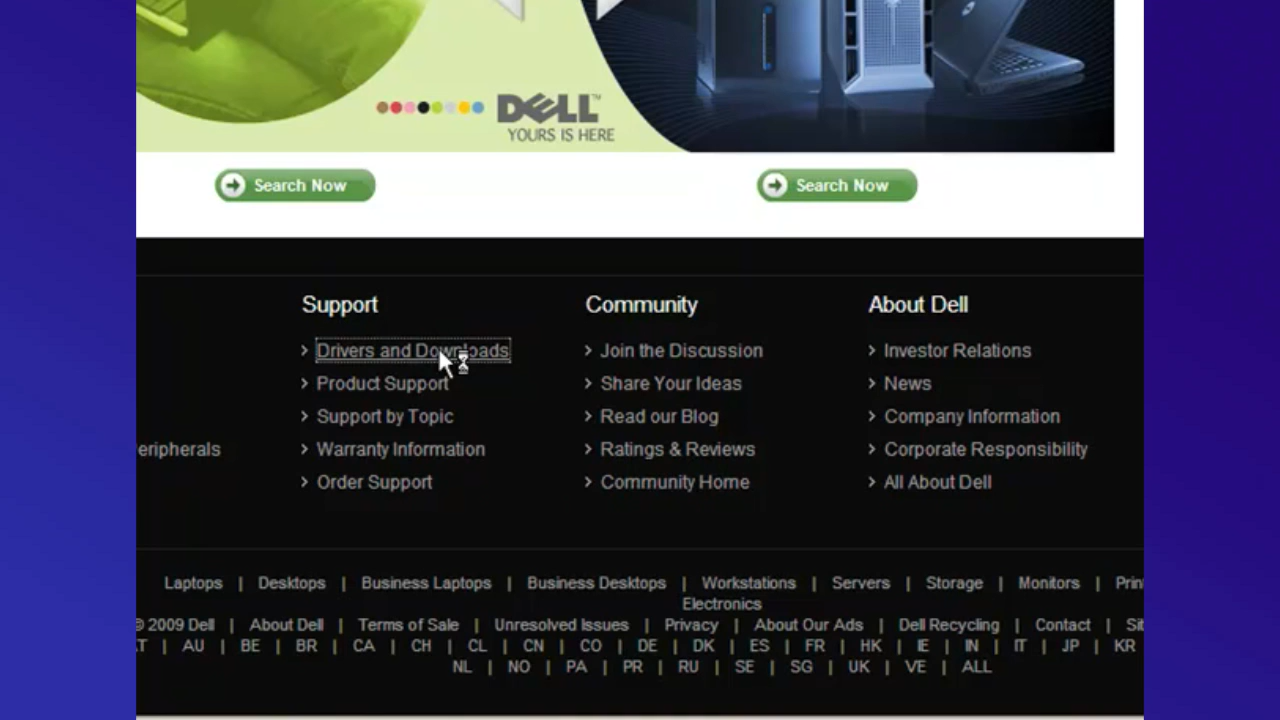 DELL™
YOURS IS HERE
Search Now Search Now
Support Community About Dell
Drivers and Downloads Join the Discussion Investor Relations
Product Support Share Your Ideas News
Support by Topic Read our Blog Company Information
eripherals Warranty Information Ratings & Reviews Corporate Responsibility
Order Support Community Home All About Dell
Laptops | Desktops | Business Laptops | Business Desktops | Workstations | Servers | Storage | Monitors | Prin
Electronics
© 2009 Dell | About Dell | Terms of Sale | Unresolved Issues | Privacy | About Our Ads | Dell Recycling | Contact | Sit
T | AU | BE | BR | CA | CH | CL | CN | CO | DE | DK | ES | FR | HK | IE | IN | IT | JP | KR
NL | NO | PA | PR | RU | SE | SG | UK | VE | ALL